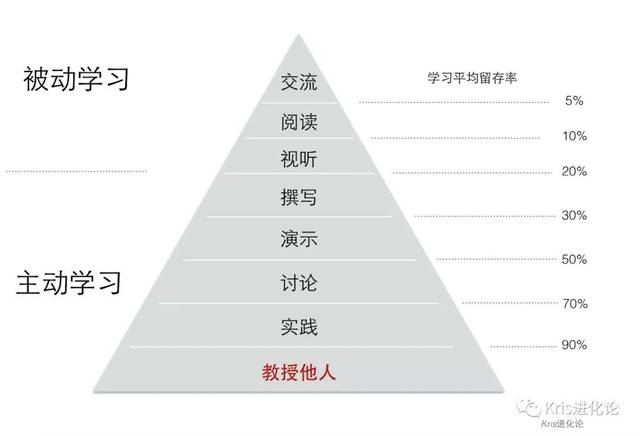 被动学习
交流
学习平均留存率
5%
阅读
10%
视听
20%
撰写
30%
演示
50%
主动学习
讨论
70%
实践
90%
教授他人
Kris进化论
Kris进化论